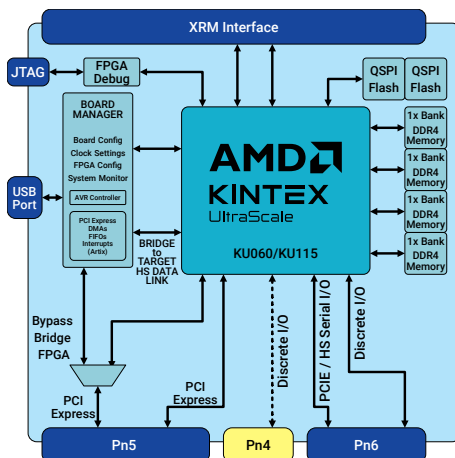 XRM Interface
JTAG
FPGA
Debug
QSPI
Flash
QSPI
Flash
BOARD
MANAGER
Board Config
Clock Settings
FPGA Config
System Monitor
AVR Controller
PCI Express
DMAs
FIFOs
Interrupts
(Artix)
USB
Port
AMD
KINTEX
UltraScale
KU060/KU115
1x Bank
DDR4
Memory
1x Bank
DDR4
Memory
1x Bank
DDR4
Memory
1x Bank
DDR4
Memory
BRIDGE
to
TARGET
HS DATA
LINK
Bypass
Bridge
FPGA
PCI
Express
PCI
Express
Discrete I/O
PCIE / HS Serial I/O
Discrete I/O
Pn5
Pn4
Pn6